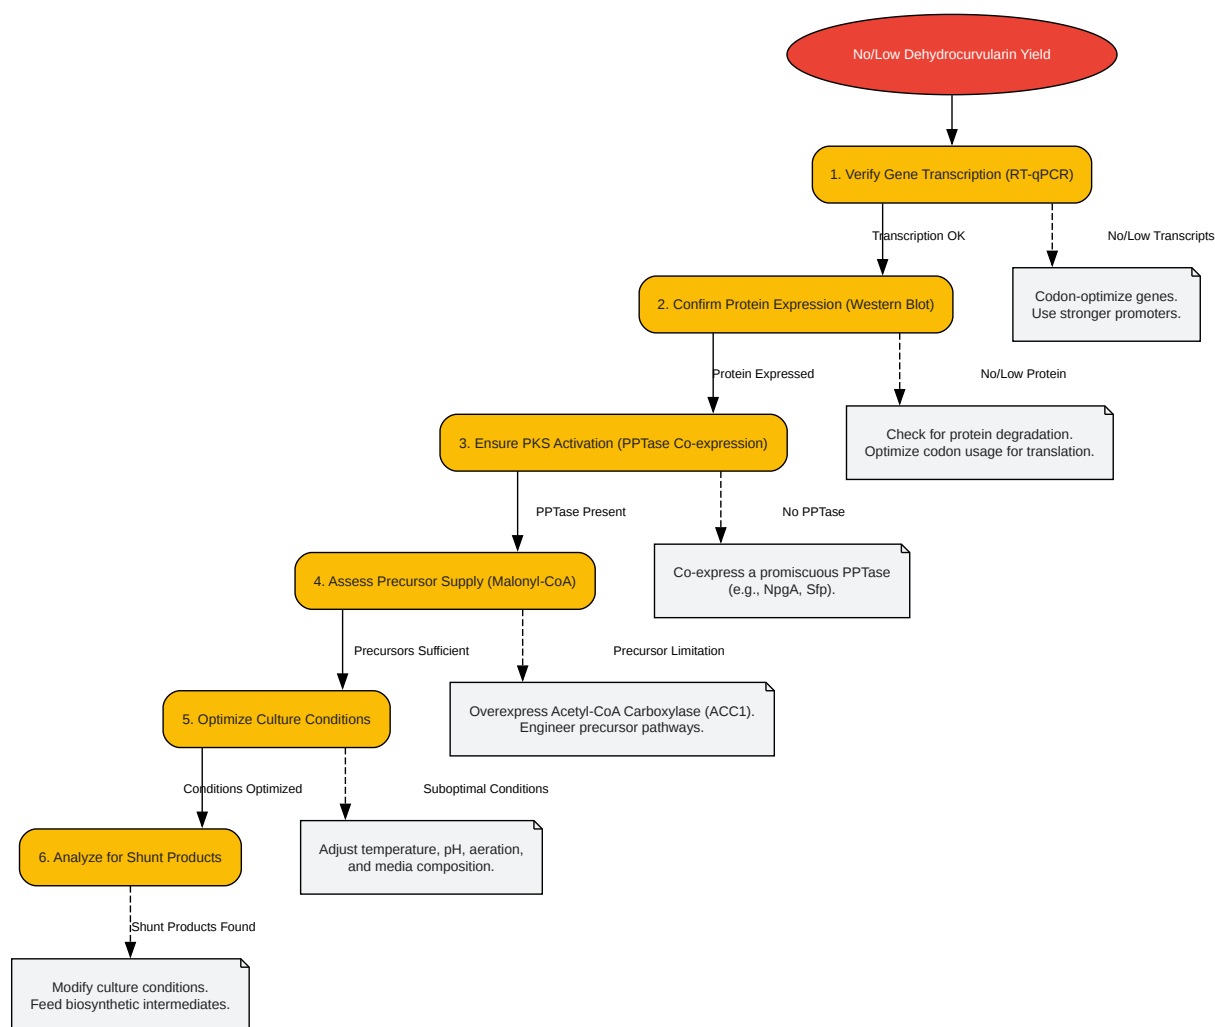 No/Low Dehydrocurvularin Yield
1. Verify Gene Transcription (RT-qPCR)
Transcription OK
No/Low Transcripts
Codon-optimize genes.
Use stronger promoters.
2. Confirm Protein Expression (Western Blot)
Protein Expressed
No/Low Protein
Check for protein degradation.
Optimize codon usage for translation.
3. Ensure PKS Activation (PPTase Co-expression)
PPTase Present
No PPTase
Co-express a promiscuous PPTase
(e.g., NpgA, Sfp).
4. Assess Precursor Supply (Malonyl-CoA)
Precursors Sufficient
Precursor Limitation
Overexpress Acetyl-CoA Carboxylase (ACC1).
Engineer precursor pathways.
5. Optimize Culture Conditions
Conditions Optimized
Suboptimal Conditions
Adjust temperature, pH, aeration,
and media composition.
6. Analyze for Shunt Products
Shunt Products Found
Modify culture conditions.
Feed biosynthetic intermediates.